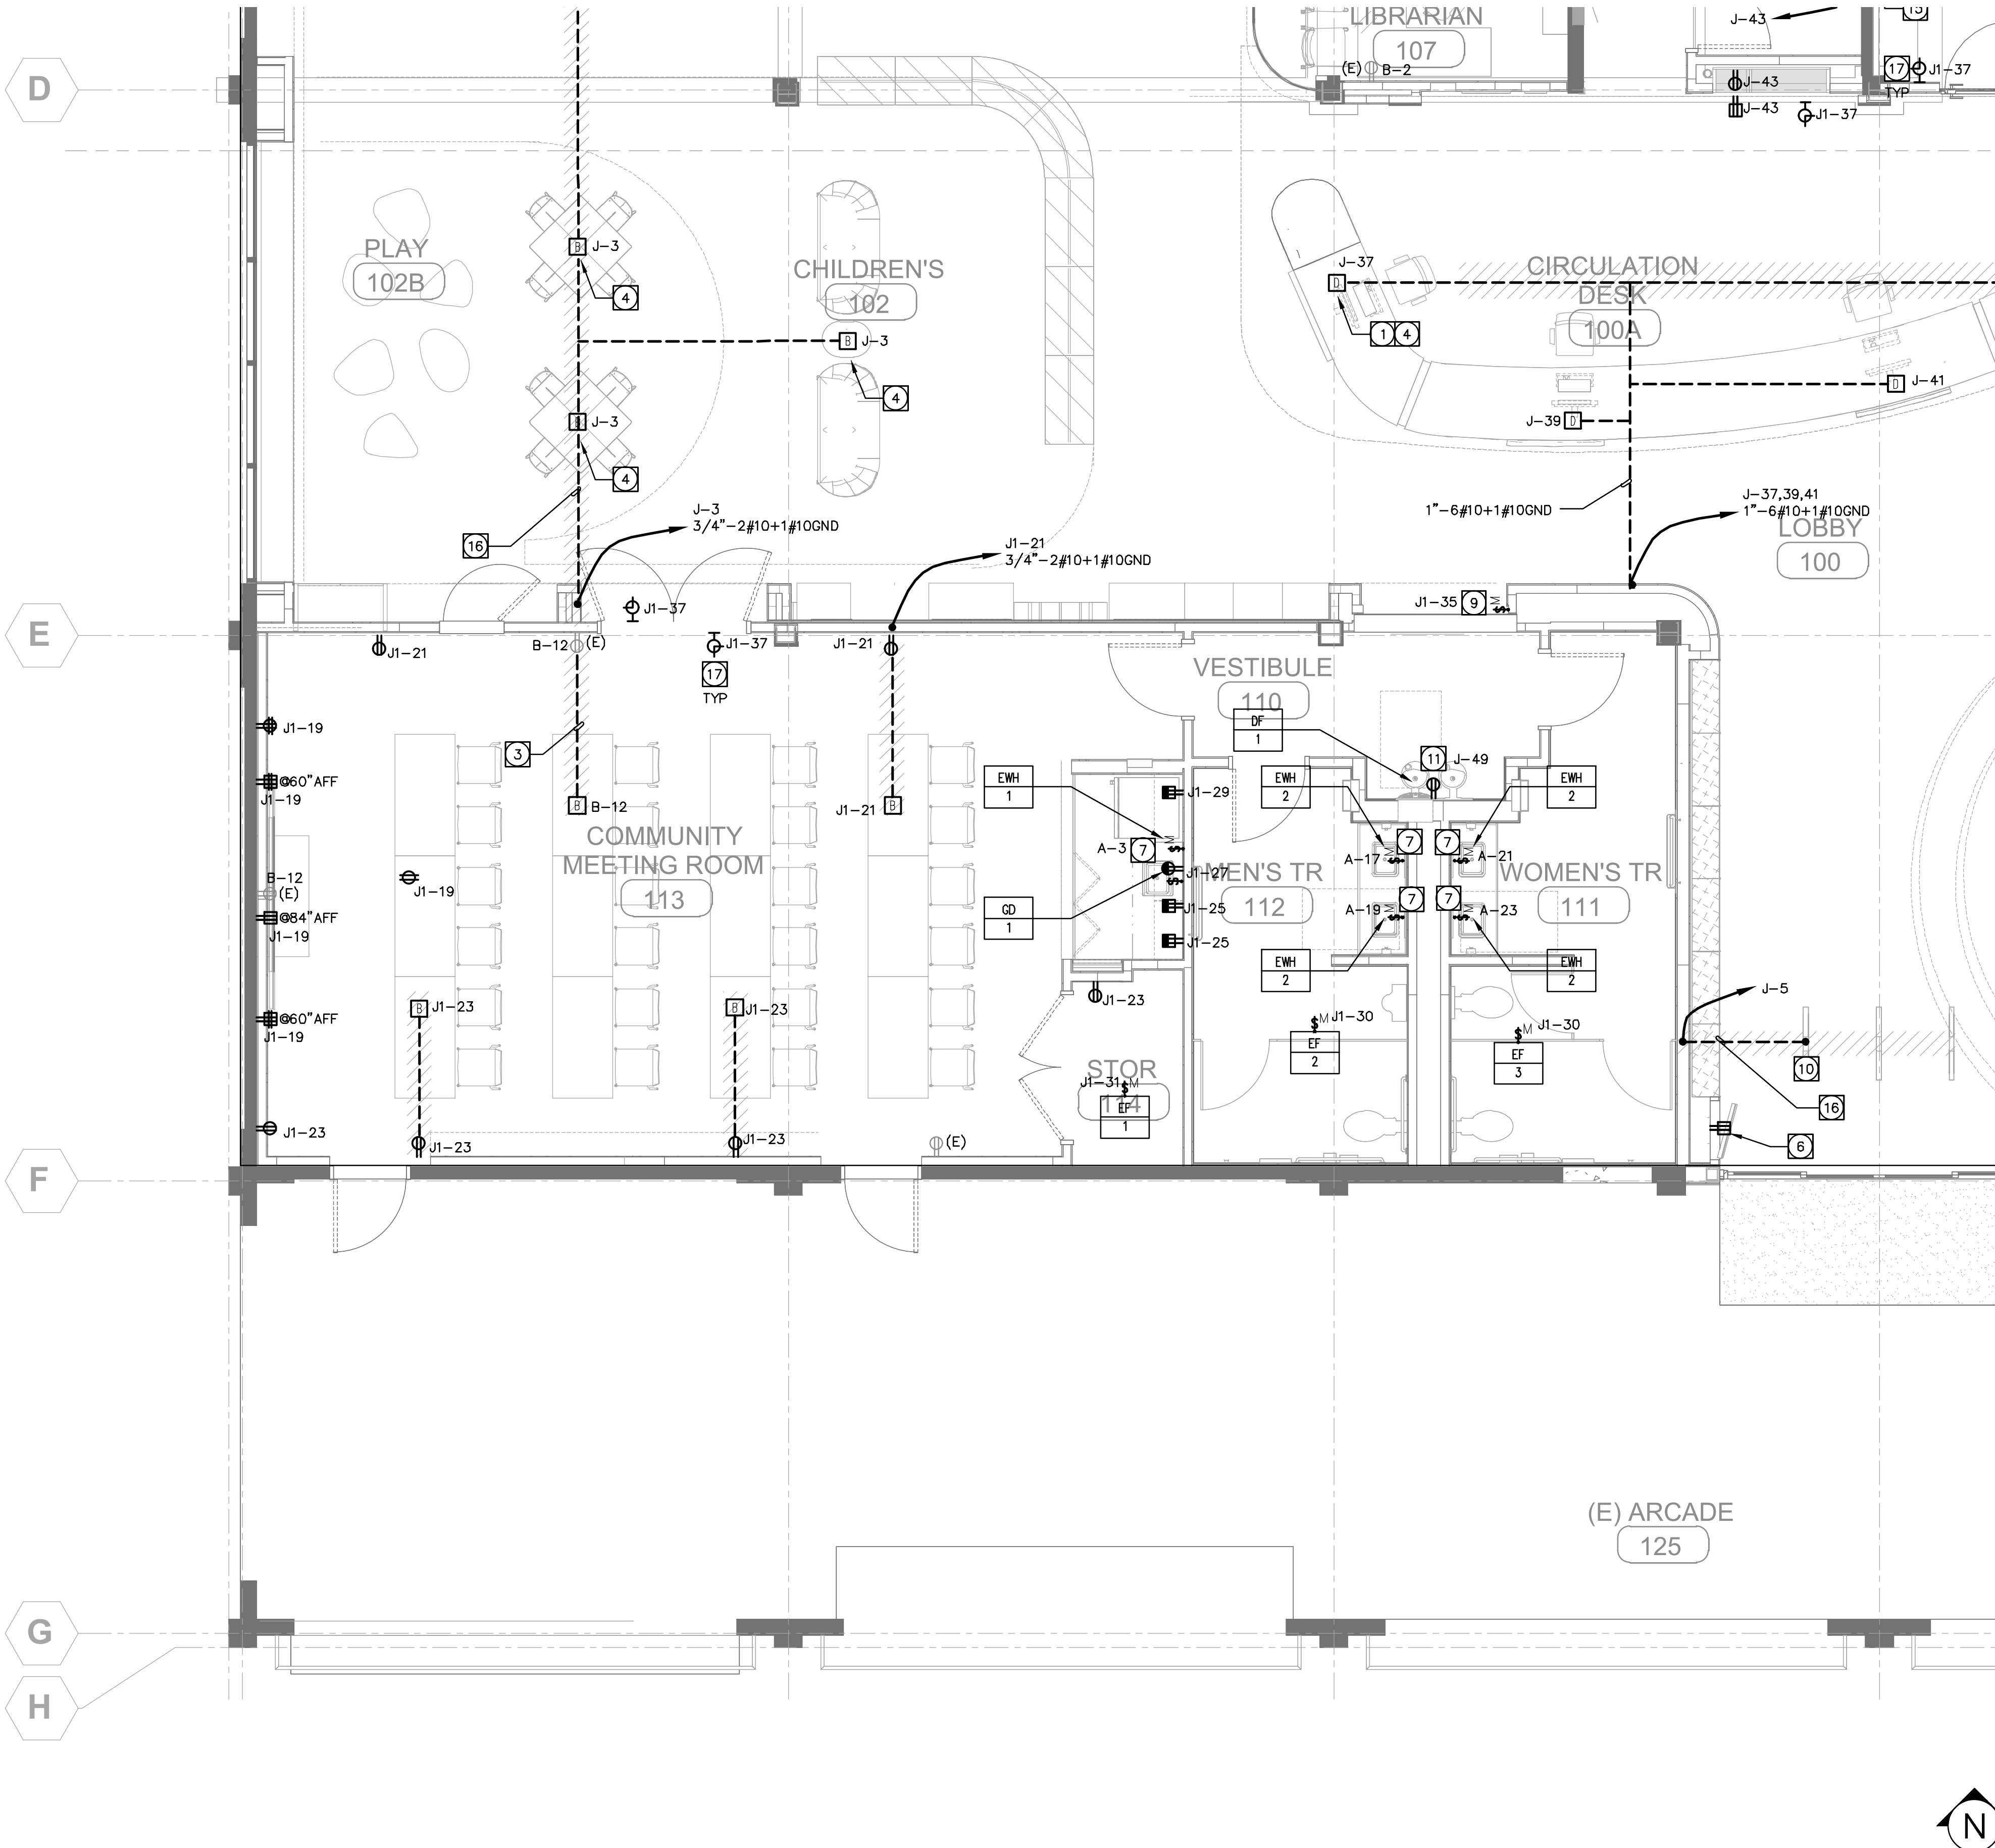 LIBRARIAN
107
(E)
B-2
J-43
15
D
J-43
J-43
17
TYP
J1-37
J1-37
PLAY
102B
B
J-3
4
CHILDREN'S
102
B
J-3
4
B
J-3
4
J-37
D
1
4
CIRCULATION
DESK
100A
D
J-41
J-39
D
16
J-3
3/4"-2#10+1#10GND
J1-21
3/4"-2#10+1#10GND
1"-6#10+1#10GND
J-37,39,41
1"-6#10+1#10GND
LOBBY
100
E
J1-37
J1-35
9
$M
J1-21
B-12
(E)
J1-37
17
TYP
J1-21
VESTIBULE
110
DF
1
J1-19
3
@60"AFF
J1-19
B
B-12
J1-21
B
EWH
1
J1-29
EWH
2
11
J-49
EWH
2
COMMUNITY
MEETING ROOM
113
A-3
7
$M
A-17
7
$M
7
$M
A-21
B-12
(E)
J1-19
J1-27
$
MEN'S TR
112
WOMEN'S TR
111
@84"AFF
J1-19
GD
1
J1-25
J1-25
A-19
7
$M
7
$M
A-23
EWH
2
EWH
2
@60"AFF
J1-19
B
J1-23
B
J1-23
J1-23
J-5
$M
J1-30
EF
2
$M
J1-30
EF
3
10
STOR
114
J1-31
$M
EF
1
16
J1-23
J1-23
J1-23
(E)
6
F
(E) ARCADE
125
G
H
N